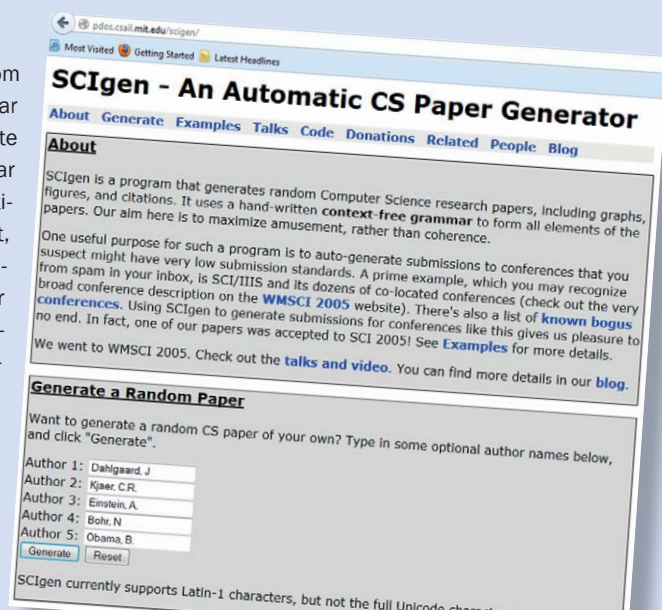 pdos.csail.mit.edu/scigen/
Most Visited Getting Started Latest Headlines
SCIgen - An Automatic CS Paper Generator
About Generate Examples Talks Code Donations Related People Blog
About
SCIgen is a program that generates random Computer Science research papers, including graphs,
figures, and citations. It uses a hand-written context-free grammar to form all elements of the
papers. Our aim here is to maximize amusement, rather than coherence.
One useful purpose for such a program is to auto-generate submissions to conferences that you
suspect might have very low submission standards. A prime example, which you may recognize
from spam in your inbox, is SCI/IIIS and its dozens of co-located conferences (check out the very
broad conference description on the WMSCI 2005 website). There's also a list of known bogus
conferences. Using SCIgen to generate submissions for conferences like this gives us pleasure to
no end. In fact, one of our papers was accepted to SCI 2005! See Examples for more details.
We went to WMSCI 2005. Check out the talks and video. You can find more details in our blog.
Generate a Random Paper
Want to generate a random CS paper of your own? Type in some optional author names below,
and click "Generate".
Author 1: Dahlgaard, J
Author 2: Kjaer, C.R.
Author 3: Einstein, A.
Author 4: Bohr, N
Author 5: Obama, B.
Generate Reset
SCIgen currently supports Latin-1 characters, but not the full Unicode